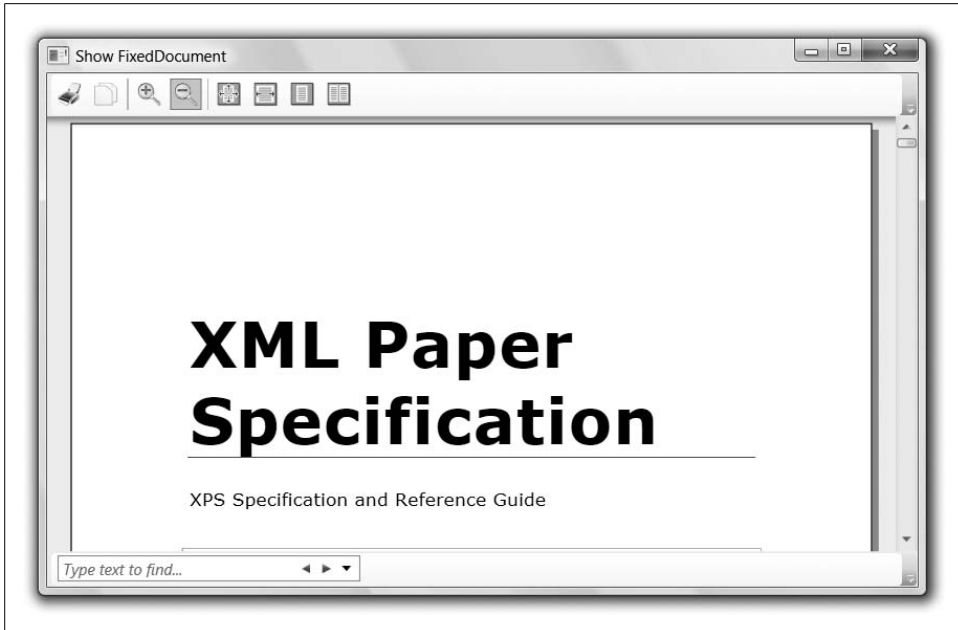 Show FixedDocument
XML Paper
Specification
XPS Specification and Reference Guide
Type text to find...